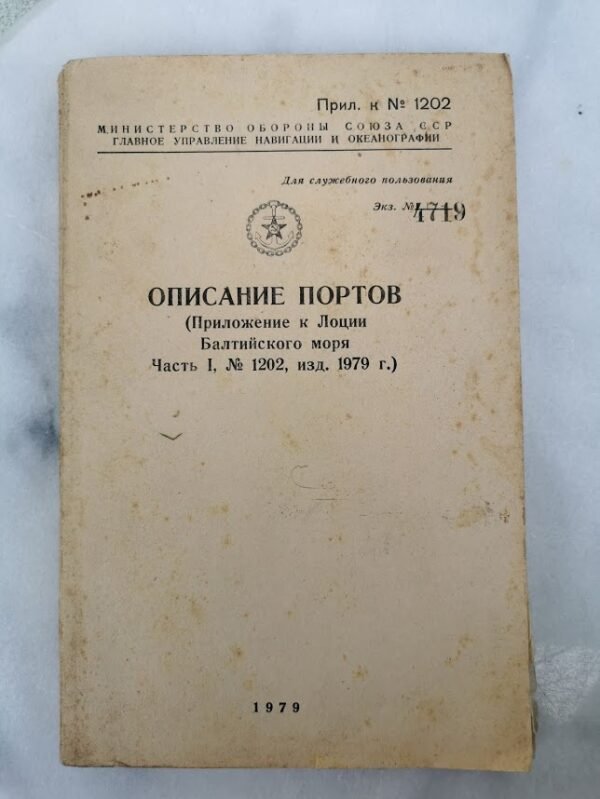 Прил. к № 1202
МИНИСТЕРСТВО ОБОРОНЫ СОЮЗА ССР
ГЛАВНОЕ УПРАВЛЕНИЕ НАВИГАЦИИ И ОКЕАНОГРАФИИ
Для служебного пользования
Экз. № 4719
ОПИСАНИЕ ПОРТОВ
(Приложение к Лоции
Балтийского моря
Часть I, № 1202, изд. 1979 г.)
1979